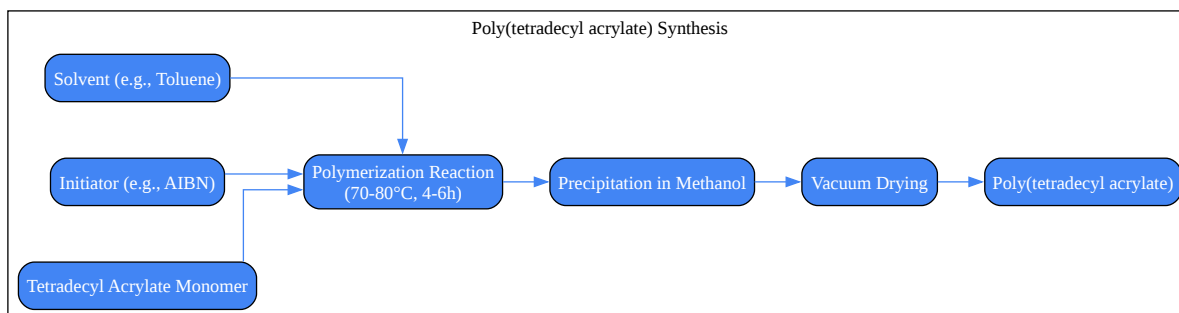 Poly(tetradecyl acrylate) Synthesis
Solvent (e.g., Toluene)
Initiator (e.g., AIBN)
Tetradecyl Acrylate Monomer
Polymerization Reaction
(70-80°C, 4-6h)
Precipitation in Methanol
Vacuum Drying
Poly(tetradecyl acrylate)